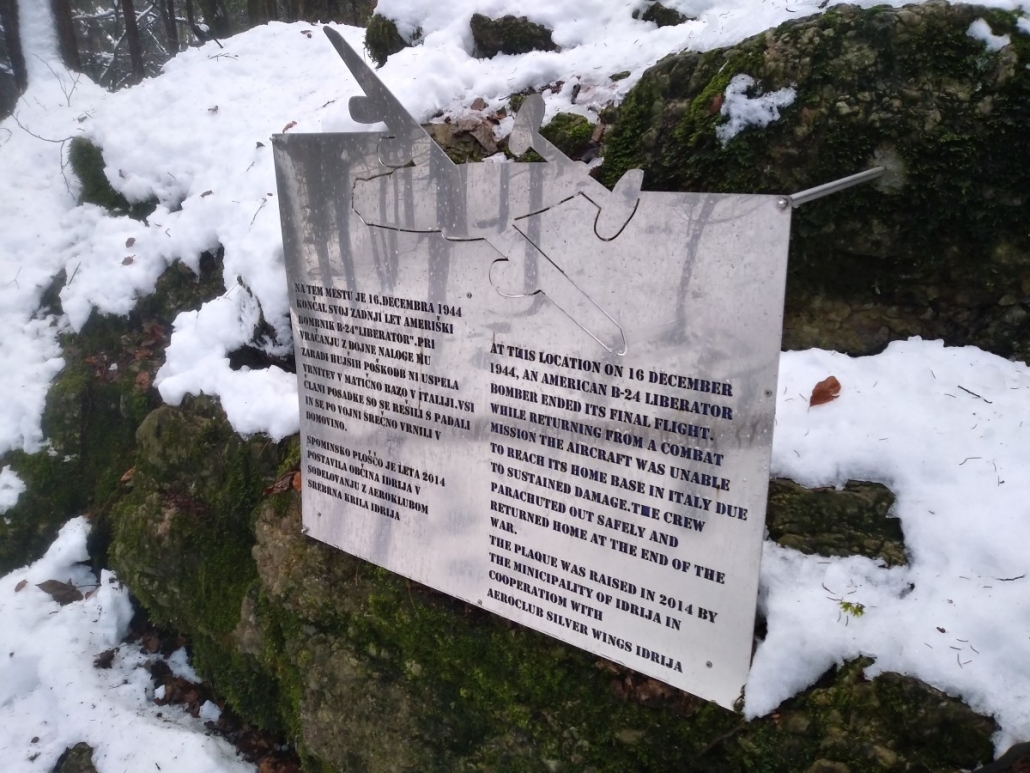 NA TEM MESTU JE 16.DECEMBRA 1944
KONČAL SVOJ ZADNJI LET AMERIŠKI
BOMBNIK B-24"LIBERATOR".PRI
VRAČANJU Z BOJNE NALOGE MU
ZARADI HUJŠIH POŠKODB NI USPELA
VRNITEV V MATIČNO BAZO V ITALIJI.VSI
ČLANI POSADKE SO SE REŠILI S PADALI
IN SE PO VOJNI SREČNO VRNILI V
DOMOVINO.
SPOMINSKO PLOŠČO JE LETA 2014
POSTAVILA OBČINA IDRIJA V
SODELOVANJU Z AEROKLUBOM
SREBRNA KRILA IDRIJA
AT THIS LOCATION ON 16 DECEMBER
1944, AN AMERICAN B-24 LIBERATOR
BOMBER ENDED ITS FINAL FLIGHT.
WHILE RETURNING FROM A COMBAT
MISSION THE AIRCRAFT WAS UNABLE
TO REACH ITS HOME BASE IN ITALY DUE
TO SUSTAINED DAMAGE.THE CREW
PARACHUTED OUT SAFELY AND
RETURNED HOME AT THE END OF THE
WAR.
THE PLAQUE WAS RAISED IN 2014 BY
THE MINICIPALITY OF IDRIJA IN
COOPERATIOM WITH
AEROCLUB SILVER WINGS IDRIJA